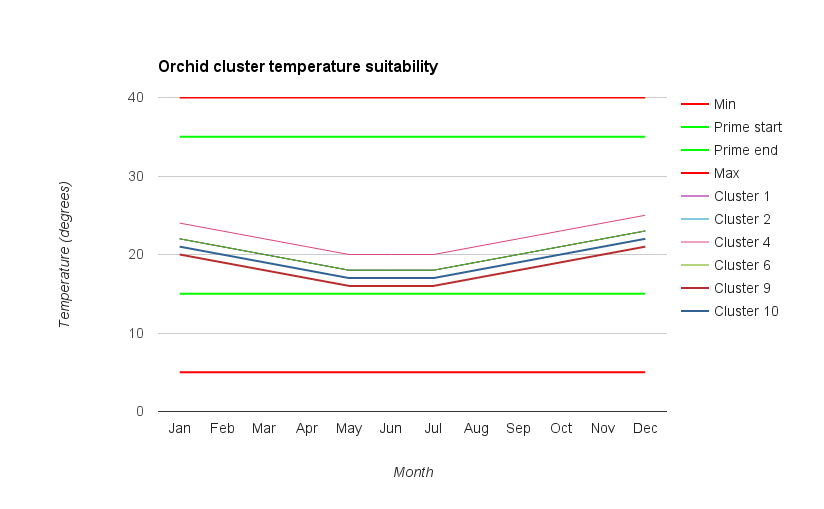 Orchid cluster temperature suitability
40
30
20
10
0
Temperature (degrees)
Jan Feb Mar Apr May Jun Jul Aug Sep Oct Nov Dec
Month
Min
Prime start
Prime end
Max
Cluster 1
Cluster 2
Cluster 4
Cluster 6
Cluster 9
Cluster 10